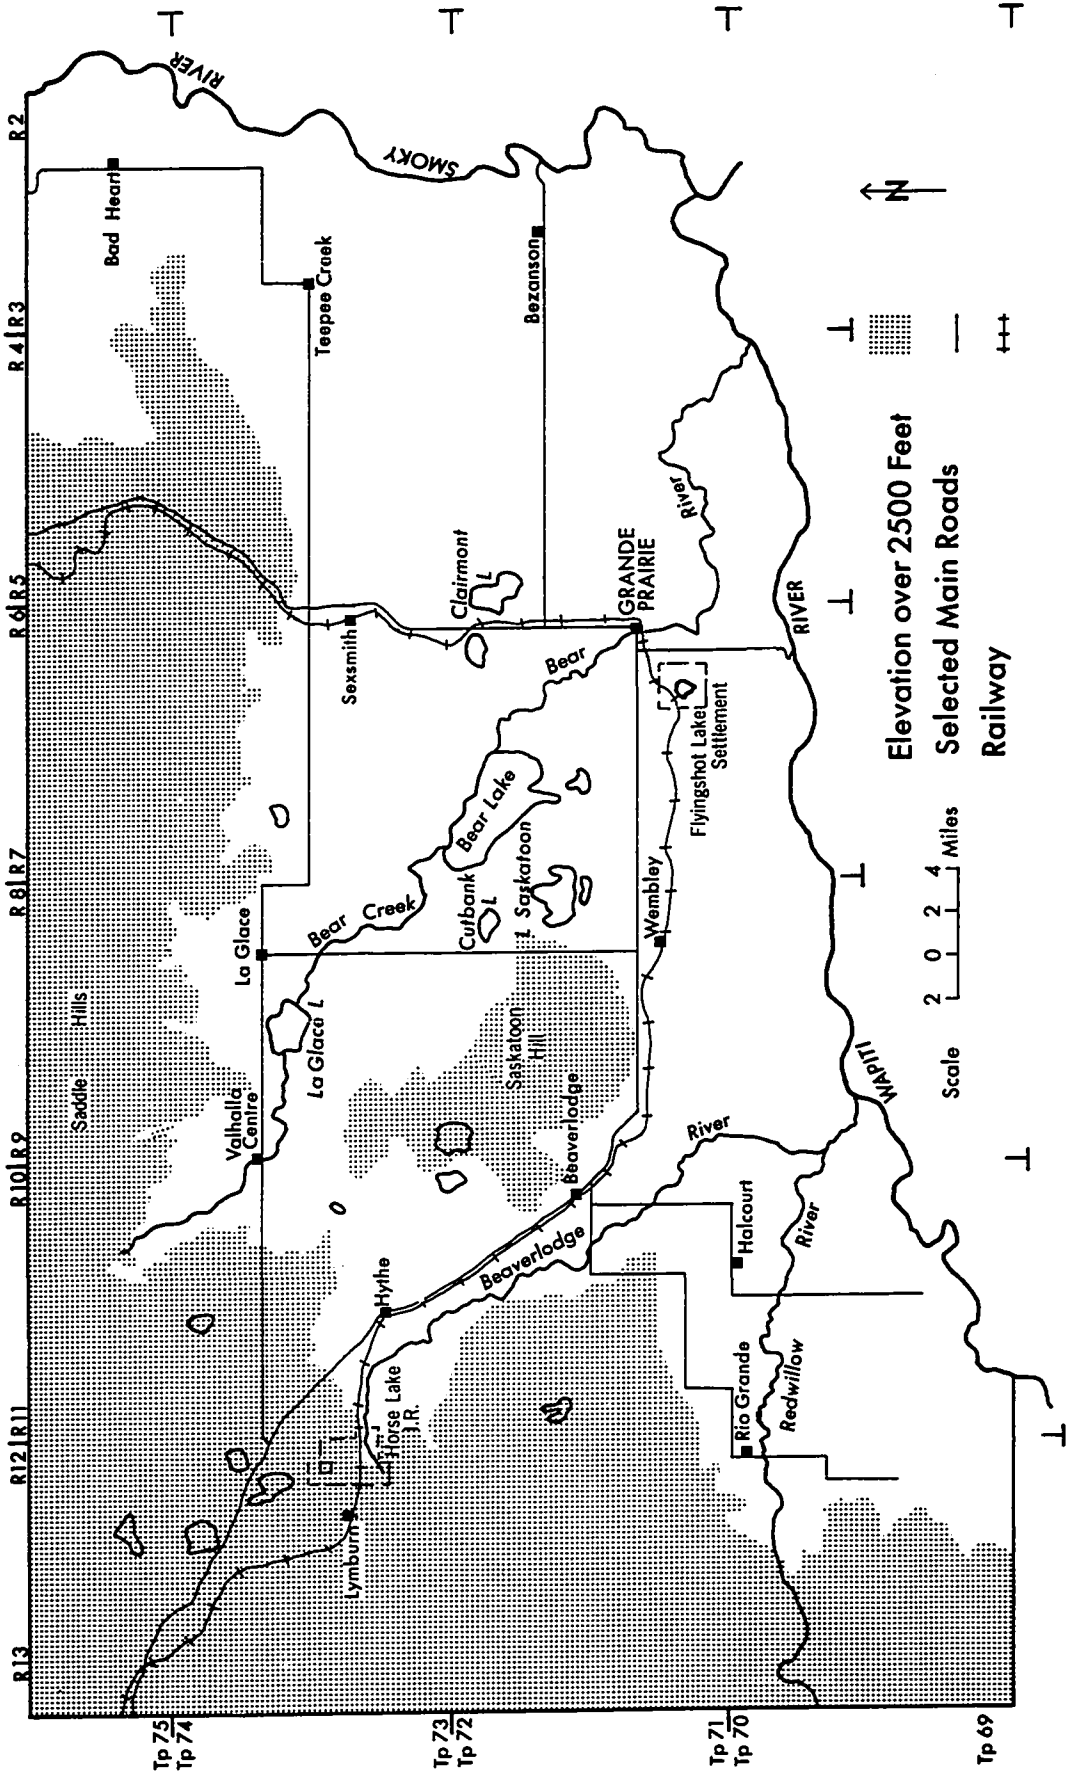 R13
R12 R11
R10 R9
R8 R7
R6 R5
R4 R3
R2
Tp 75
Tp 74
Tp 73
Tp 72
Tp 71
Tp 70
Tp 69
Saddle Hills
Bad Heart
RIVER
SMOKY
Teepee Creek
Valhalla
Centre
La Glace
La Glace L
Bear Creek
Sexsmith
Lymburn
Horse Lake
I.R.
Hythe
Cutbank
L
Bear Lake
Clairmont
L
Bezanson
Saskatoon
Hill
L Saskatoon
Bear
Beaverlodge
Beaverlodge
River
Wembley
GRANDE
PRAIRIE
River
Flyingshot Lake
Settlement
Rio Grande
Halcourt
Redwillow
River
WAPITI
RIVER
N
Scale
2 0 2 4 Miles
Elevation over 2500 Feet
Selected Main Roads
Railway